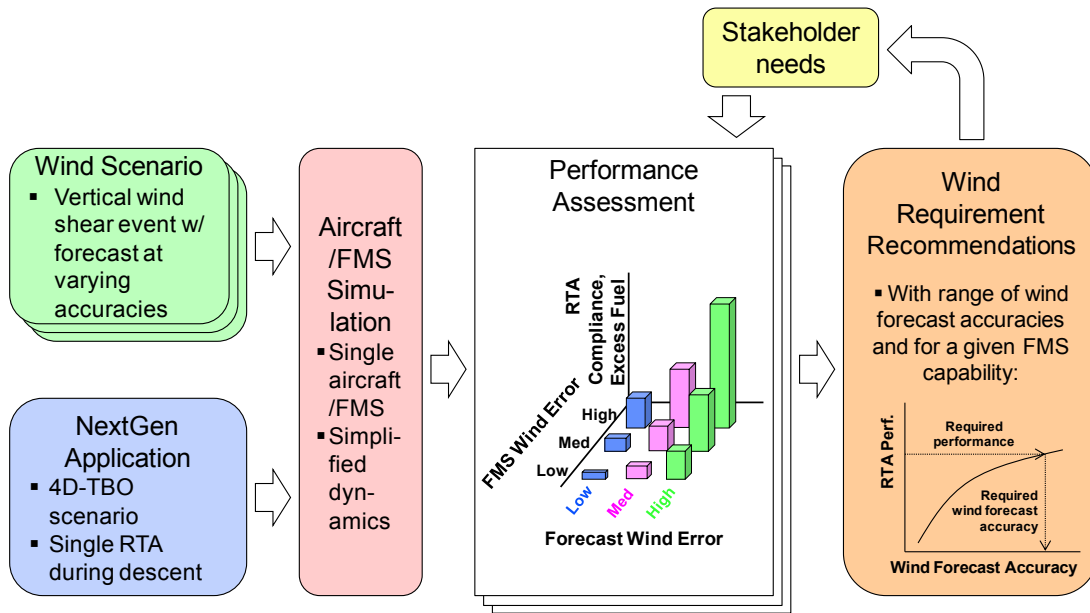 Stakeholder
needs
Wind Scenario
▪ Vertical wind
shear event w/
forecast at
varying
accuracies
NextGen
Application
▪ 4D-TBO
scenario
▪ Single RTA
during descent
Aircraft
/FMS
Simu-
lation
▪ Single
aircraft
/FMS
▪ Simpli-
fied
dyn-
amics
Performance
Assessment
RTA
Compliance,
Excess Fuel
FMS Wind Error
High
Med
Low
Low
Med
High
Forecast Wind Error
Wind
Requirement
Recommendations
▪ With range of wind
forecast accuracies
and for a given FMS
capability:
RTA Perf.
Required
performance
Required
wind forecast
accuracy
Wind Forecast Accuracy